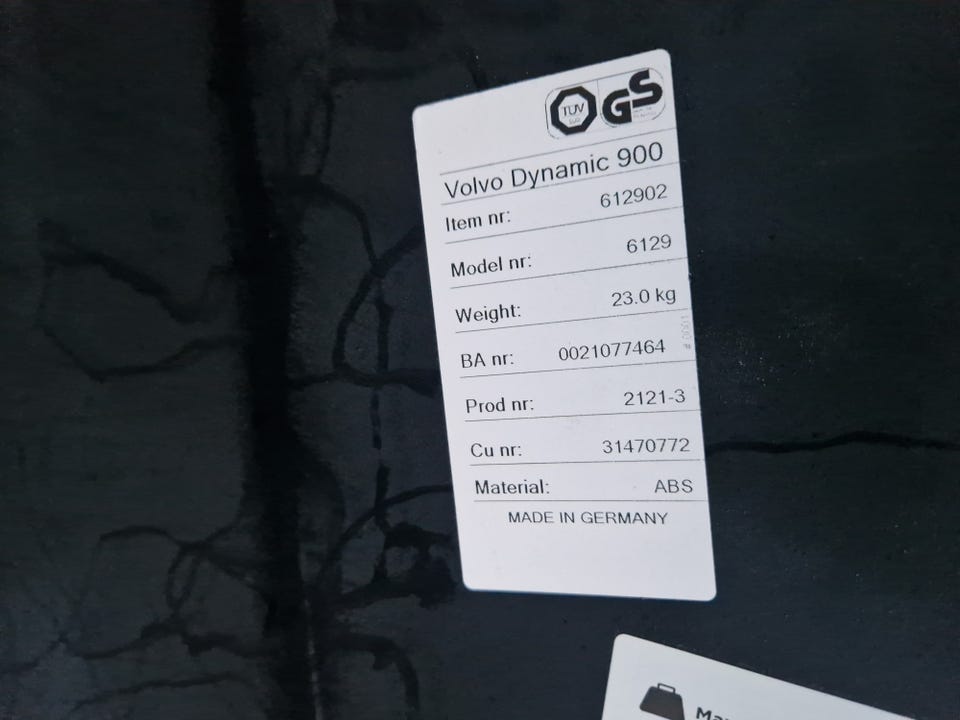 TÜV
SÜD
GS
Volvo Dynamic 900
Item nr: 612902
Model nr: 6129
Weight: 23.0 kg
BA nr: 0021077464
Prod nr: 2121-3
Cu nr: 31470772
Material: ABS
MADE IN GERMANY